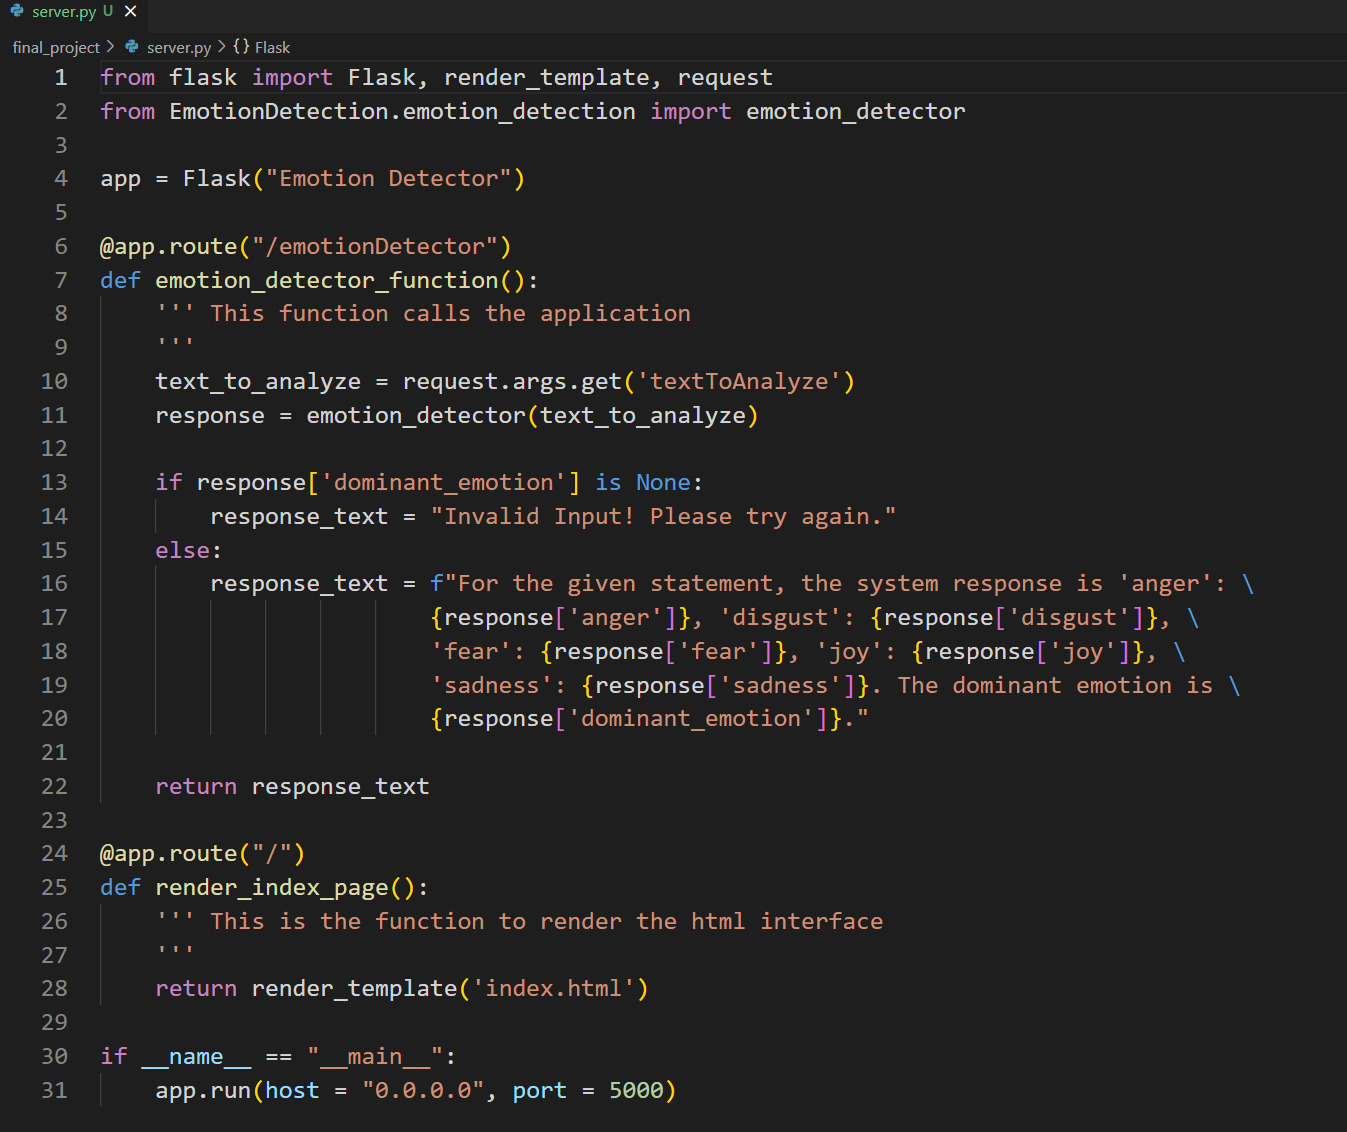 server.py U ×
final_project > server.py > {} Flask
1 from flask import Flask, render_template, request
2 from EmotionDetection.emotion_detection import emotion_detector
3
4 app = Flask("Emotion Detector")
5
6 @app.route("/emotionDetector")
7 def emotion_detector_function():
8     ''' This function calls the application
9     '''
10     text_to_analyze = request.args.get('textToAnalyze')
11     response = emotion_detector(text_to_analyze)
12
13     if response['dominant_emotion'] is None:
14         response_text = "Invalid Input! Please try again."
15     else:
16         response_text = f"For the given statement, the system response is 'anger': \
17                         {response['anger']}, 'disgust': {response['disgust']}, \
18                         'fear': {response['fear']}, 'joy': {response['joy']}, \
19                         'sadness': {response['sadness']}. The dominant emotion is \
20                         {response['dominant_emotion']}."
21
22     return response_text
23
24 @app.route("/")
25 def render_index_page():
26     ''' This is the function to render the html interface
27     '''
28     return render_template('index.html')
29
30 if __name__ == "__main__":
31     app.run(host = "0.0.0.0", port = 5000)